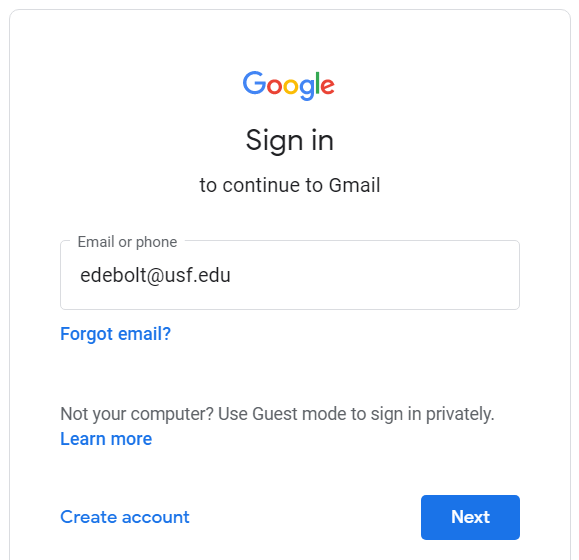 Google
Sign in
to continue to Gmail
Email or phone
edebolt@usf.edu
Forgot email?
Not your computer? Use Guest mode to sign in privately.
Learn more
Create account
Next